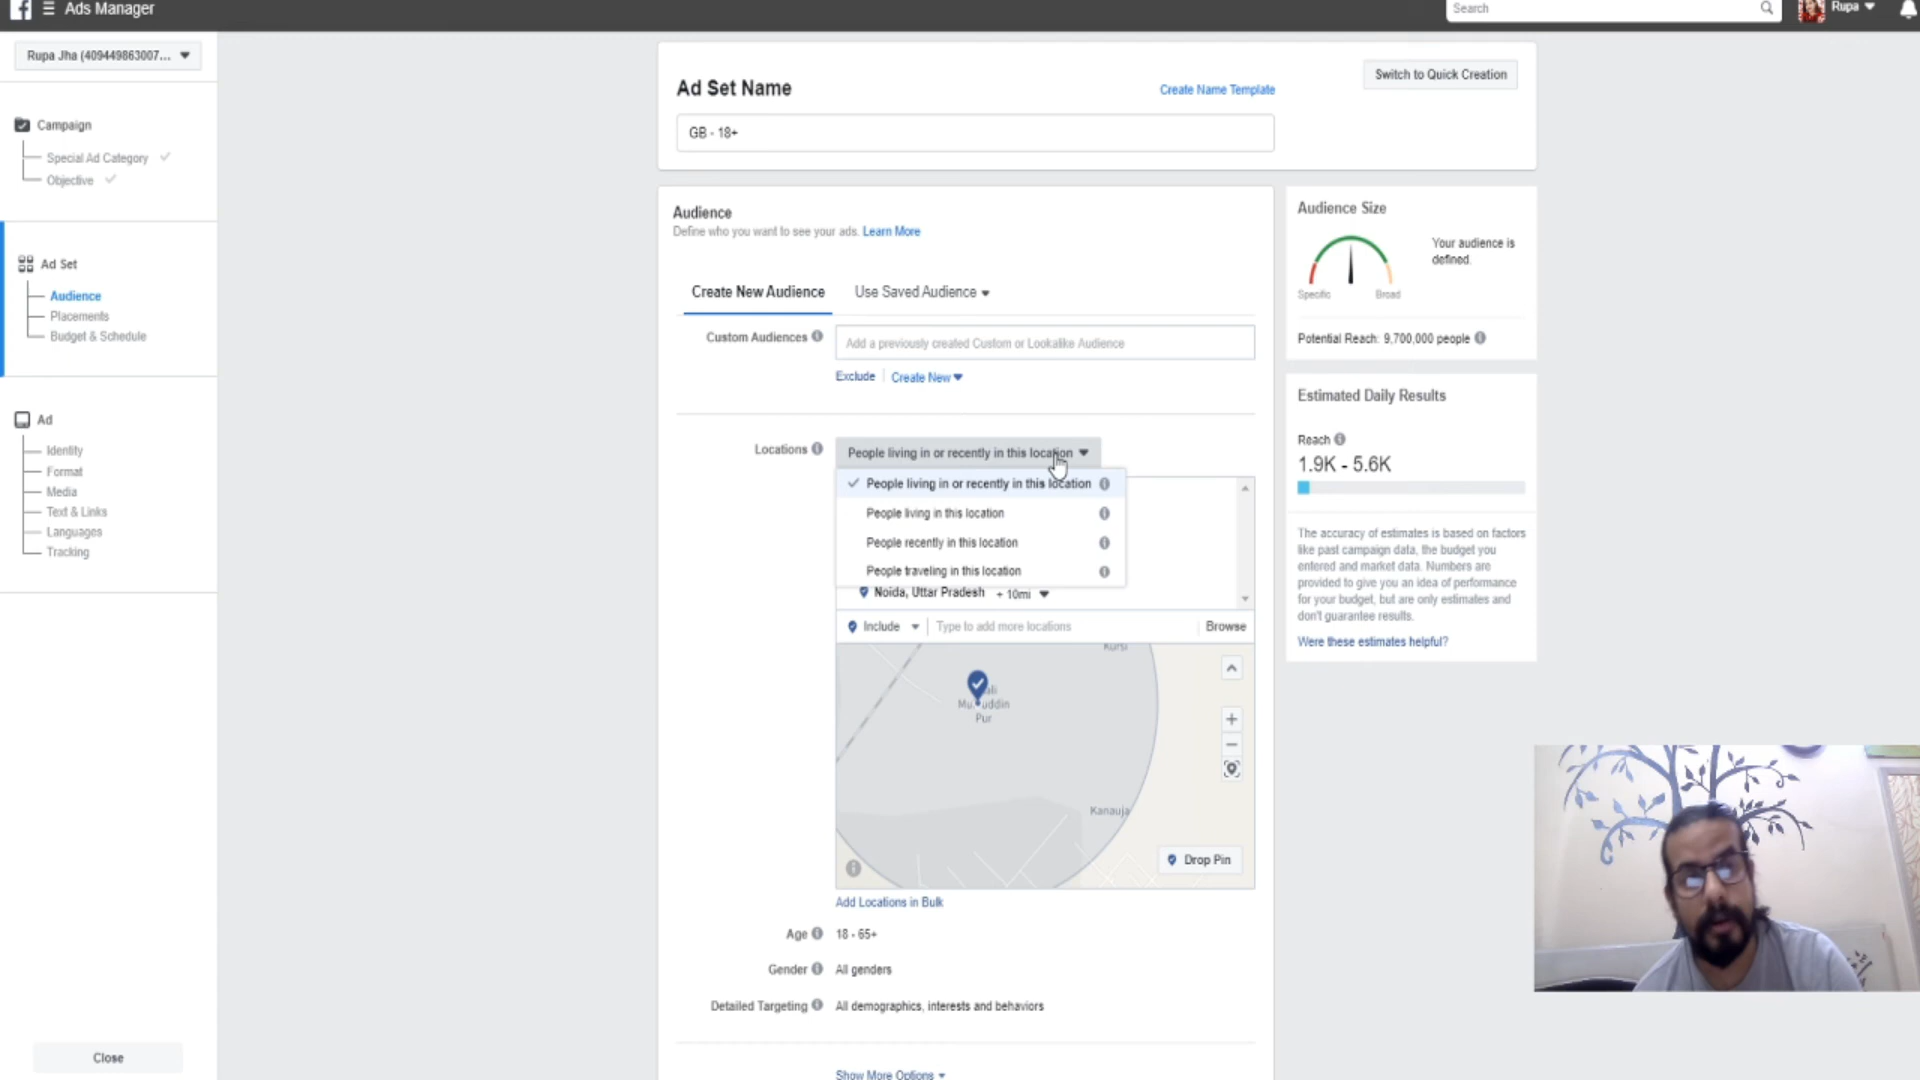 Ads Manager
Search
Rupa
Rupa Jha (409449863007...
Campaign
Special Ad Category
Objective
Ad Set
Audience
Placements
Budget & Schedule
Ad
Identity
Format
Media
Text & Links
Languages
Tracking
Close
Ad Set Name
Create Name Template
Switch to Quick Creation
GB - 18+
Audience
Define who you want to see your ads. Learn More
Create New Audience
Use Saved Audience
Custom Audiences
Add a previously created Custom or Lookalike Audience
Exclude
Create New
Locations
People living in or recently in this location
People living in or recently in this location
People living in this location
People recently in this location
People traveling in this location
Noida, Uttar Pradesh + 10mi
Include
Type to add more locations
Browse
Kursi
Pur
Kanauja
Drop Pin
Add Locations in Bulk
Age
18 - 65+
Gender
All genders
Detailed Targeting
All demographics, interests and behaviors
Show More Options
Audience Size
Your audience is
defined.
Specific
Broad
Potential Reach: 9,700,000 people
Estimated Daily Results
Reach
1.9K - 5.6K
The accuracy of estimates is based on factors
like past campaign data, the budget you
entered and market data. Numbers are
provided to give you an idea of performance
for your budget, but are only estimates and
don't guarantee results.
Were these estimates helpful?